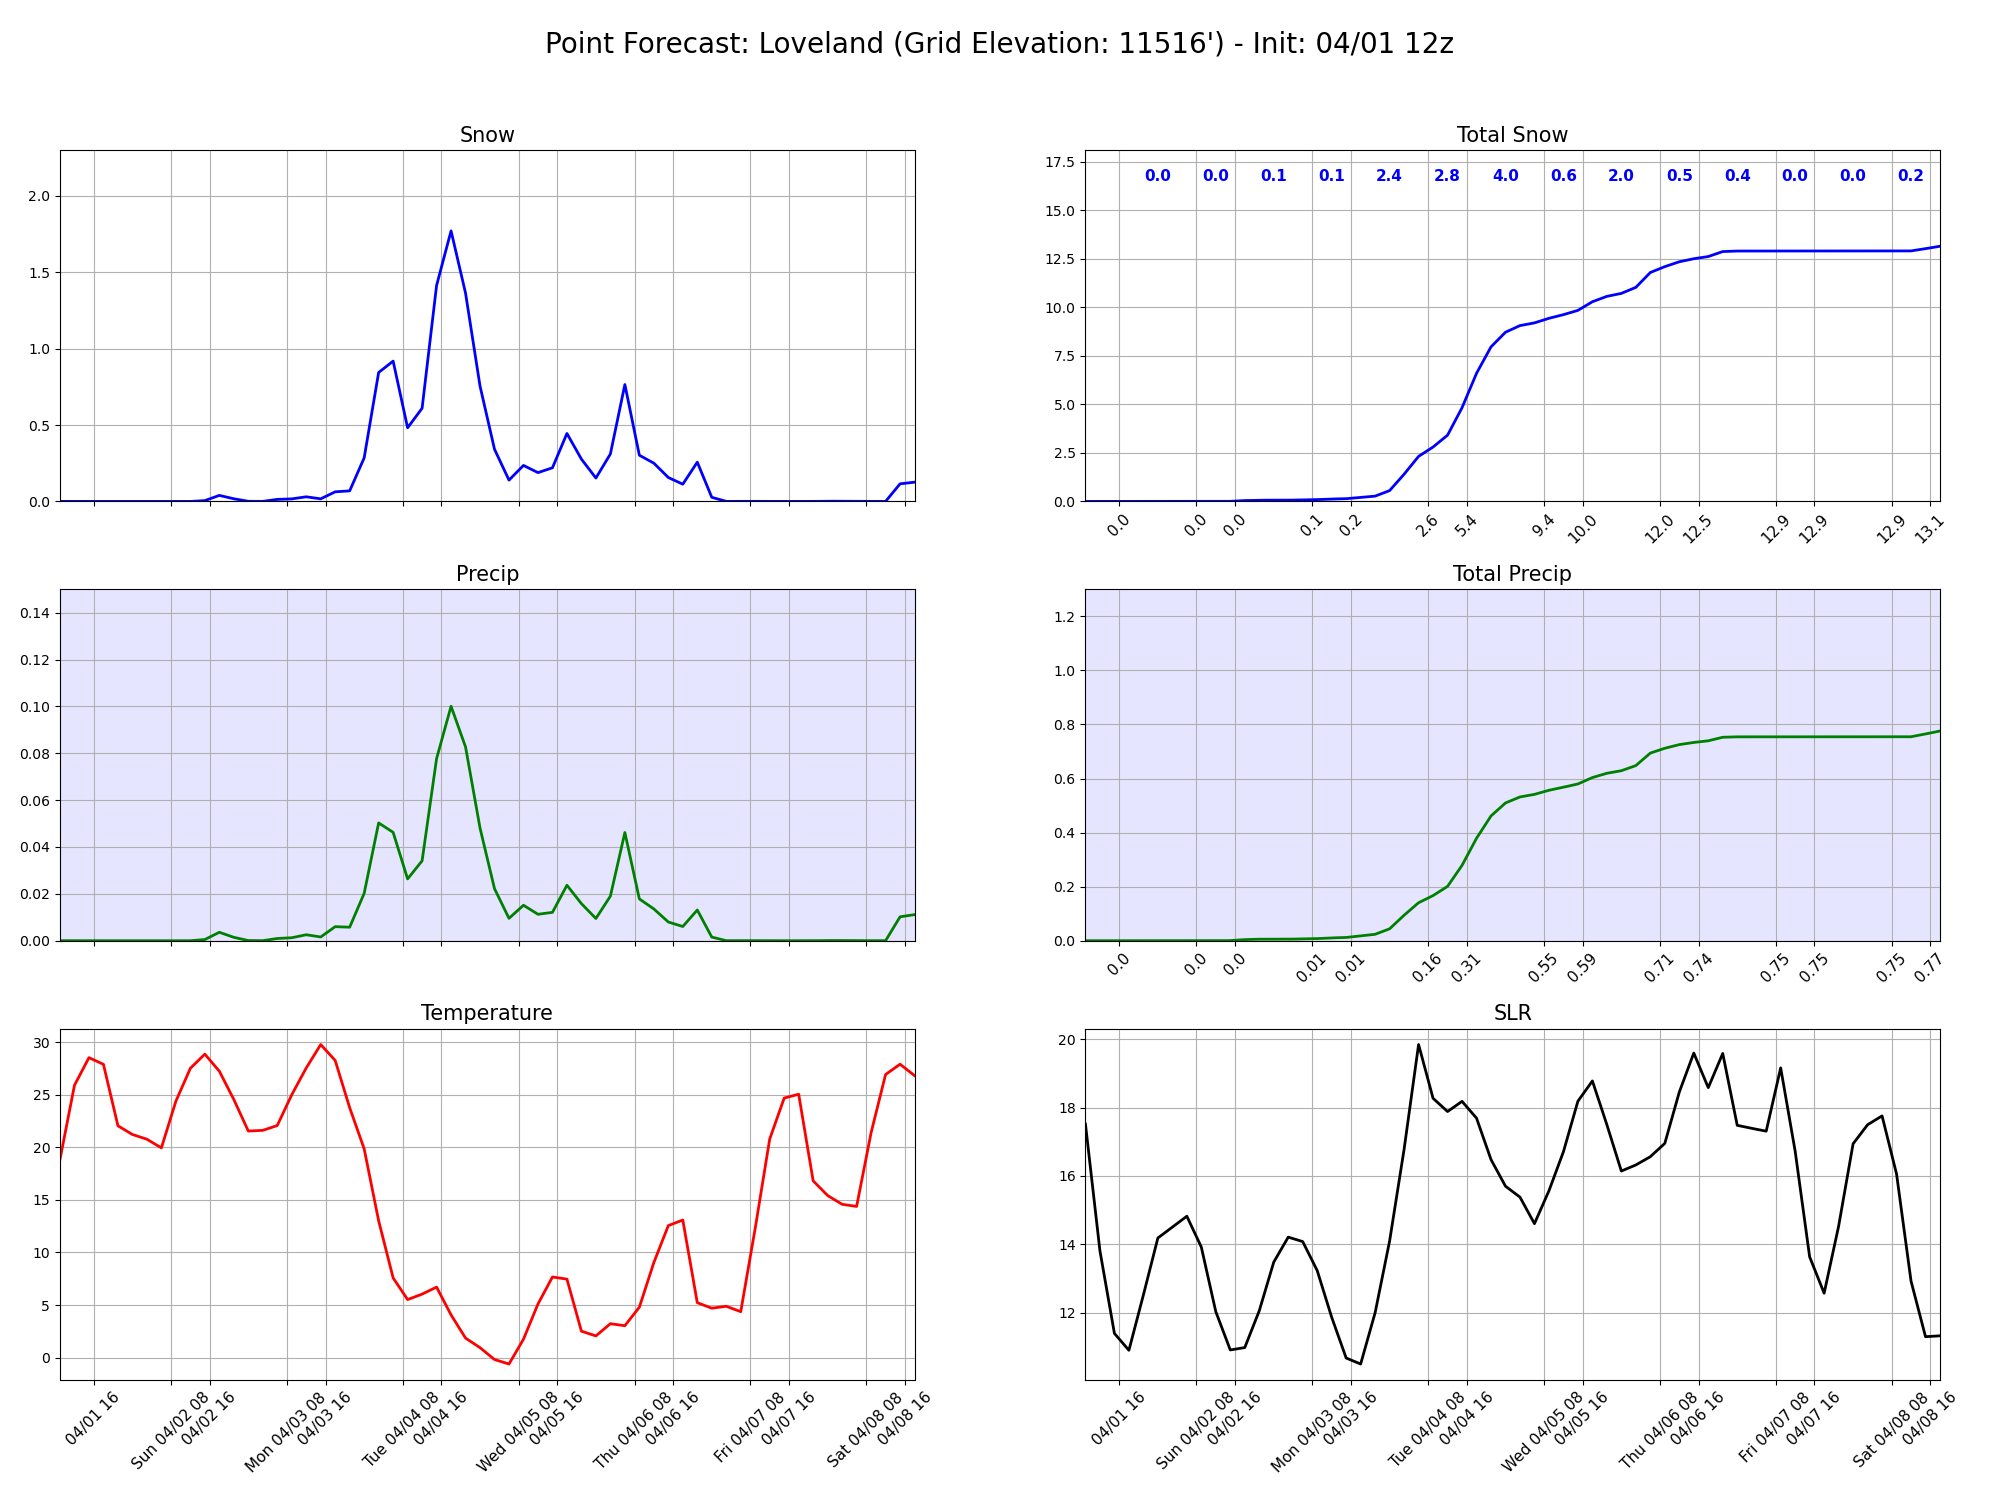 Point Forecast: Loveland (Grid Elevation: 11516') - Init: 04/01 12z
Snow
2.0
1.5
1.0
0.5
0.0
Total Snow
17.5
15.0
12.5
10.0
7.5
5.0
2.5
0.0
0.0 0.0 0.1 0.1 2.4 2.8 4.0 0.6 2.0 0.5 0.4 0.0 0.0 0.2
0.0 0.0 0.0 0.1 0.2 2.6 5.4 9.4 10.0 12.0 12.5 12.9 12.9 12.9 13.1
Precip
0.14
0.12
0.10
0.08
0.06
0.04
0.02
0.00
Total Precip
1.2
1.0
0.8
0.6
0.4
0.2
0.0
0.0 0.0 0.0 0.01 0.01 0.16 0.31 0.55 0.59 0.71 0.74 0.75 0.75 0.75 0.77
Temperature
30
25
20
15
10
5
0
04/01 16
Sun 04/02 08
04/02 16
Mon 04/03 08
04/03 16
Tue 04/04 08
04/04 16
Wed 04/05 08
04/05 16
Thu 04/06 08
04/06 16
Fri 04/07 08
04/07 16
Sat 04/08 08
04/08 16
SLR
20
18
16
14
12
04/01 16
Sun 04/02 08
04/02 16
Mon 04/03 08
04/03 16
Tue 04/04 08
04/04 16
Wed 04/05 08
04/05 16
Thu 04/06 08
04/06 16
Fri 04/07 08
04/07 16
Sat 04/08 08
04/08 16